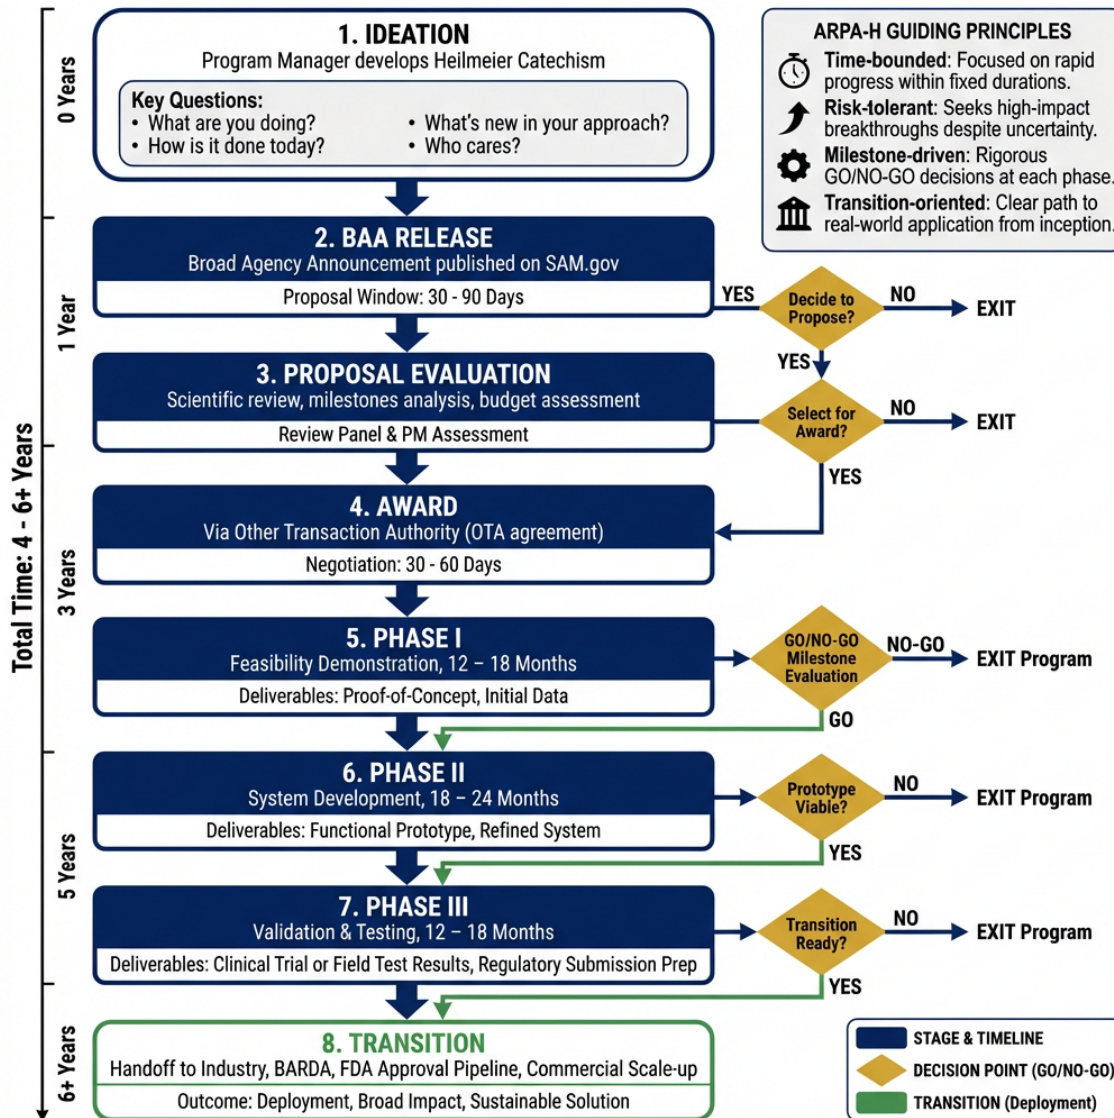 1. IDEATION
Program Manager develops Heilmeier Catechism
Key Questions:
• What are you doing?
• How is it done today?
• What's new in your approach?
• Who cares?
ARPA-H GUIDING PRINCIPLES
Time-bounded: Focused on rapid
progress within fixed durations.
Risk-tolerant: Seeks high-impact
breakthroughs despite uncertainty.
Milestone-driven: Rigorous
GO/NO-GO decisions at each phase.
Transition-oriented: Clear path to
real-world application from inception.
2. BAA RELEASE
Broad Agency Announcement published on SAM.gov
Proposal Window: 30 - 90 Days
YES
Decide to
Propose?
NO
EXIT
YES
3. PROPOSAL EVALUATION
Scientific review, milestones analysis, budget assessment
Review Panel & PM Assessment
Select for
Award?
NO
EXIT
YES
4. AWARD
Via Other Transaction Authority (OTA agreement)
Negotiation: 30 - 60 Days
5. PHASE I
Feasibility Demonstration, 12 – 18 Months
Deliverables: Proof-of-Concept, Initial Data
GO/NO-GO
Milestone
Evaluation
NO-GO
EXIT Program
GO
6. PHASE II
System Development, 18 – 24 Months
Deliverables: Functional Prototype, Refined System
Prototype
Viable?
NO
EXIT Program
YES
7. PHASE III
Validation & Testing, 12 – 18 Months
Deliverables: Clinical Trial or Field Test Results, Regulatory Submission Prep
Transition
Ready?
NO
EXIT Program
YES
8. TRANSITION
Handoff to Industry, BARDA, FDA Approval Pipeline, Commercial Scale-up
Outcome: Deployment, Broad Impact, Sustainable Solution
STAGE & TIMELINE
DECISION POINT (GO/NO-GO)
TRANSITION (Deployment)
Total Time: 4 - 6+ Years
0 Years
1 Year
3 Years
5 Years
6+ Years